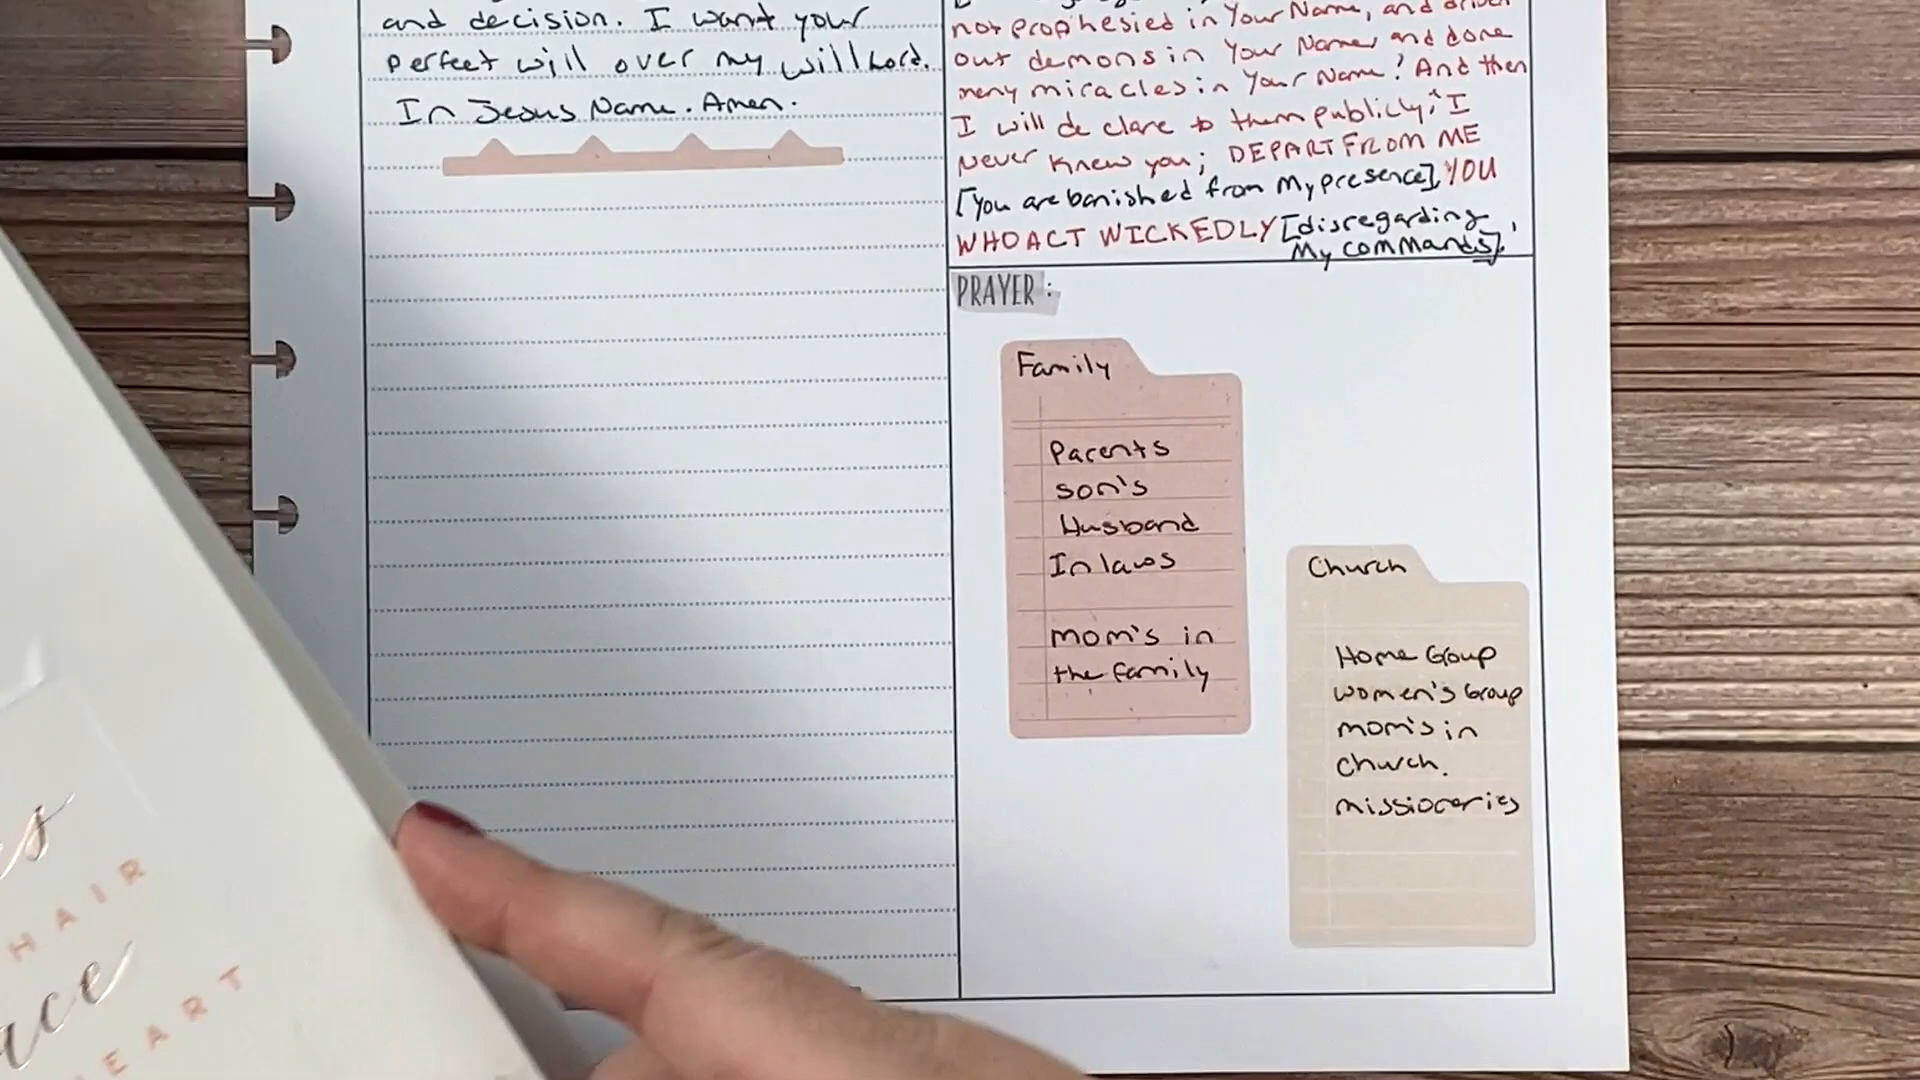 and decision. I want your
perfect will over my will Lord.
In Jesus Name. Amen.
not prophesied in Your Name, and driven
out demons in Your Name, and done
many miracles in Your Name? And then
I will declare to them publicly, 'I
never knew you; DEPART FROM ME
[you are banished from My presence], YOU
WHO ACT WICKEDLY [disregarding
My commands].'
PRAYER :
Family
Parents
son's
Husband
In laws
mom's in
the family
Church
Home Group
women's Group
mom's in
church.
missionaries
HAIR
EART